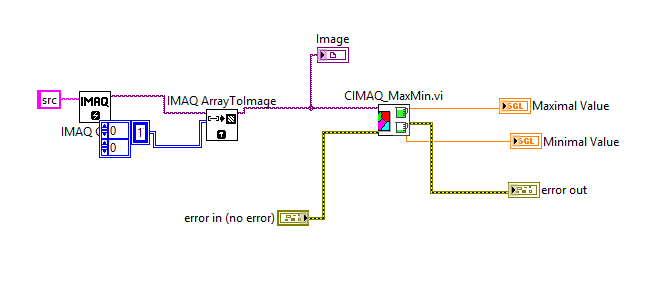 Image
src
IMAQ
IMAQ ArrayToImage
CIMAQ_MaxMin.vi
SGL
Maximal Value
IMAQ C
0
1
0
SGL
Minimal Value
error out
error in (no error)